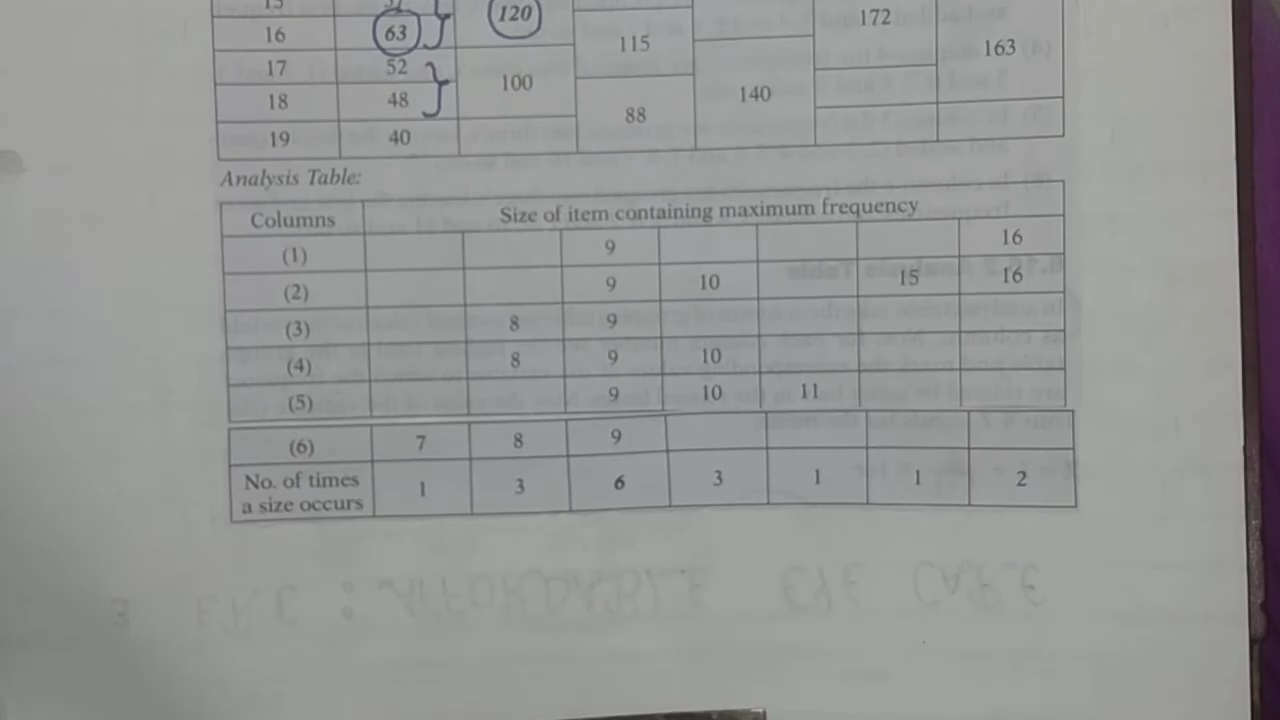 16 63 120 172
115 163
17 52 100
18 48 140
88
19 40
Analysis Table:
Columns Size of item containing maximum frequency
(1) 9 16
(2) 9 10 15 16
(3) 8 9
(4) 8 9 10
(5) 9 10 11
(6) 7 8 9
No. of times
a size occurs 1 3 6 3 1 1 2
AFFORDABLE EYE CARE